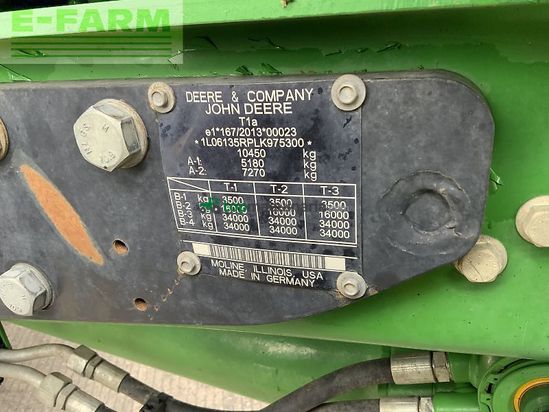 E-FARM
DEERE & COMPANY
JOHN DEERE
T1a
e1*167/2013*00023
*1L06135RPLK975300*
10450 kg
A-1: 5180 kg
A-2: 7270 kg
T-1 T-2 T-3
B-1 kg 3500 3500 3500
B-2 kg 16000 16000 16000
B-3 kg 34000 34000 34000
B-4 kg 34000 34000 34000
MOLINE, ILLINOIS, USA
MADE IN GERMANY